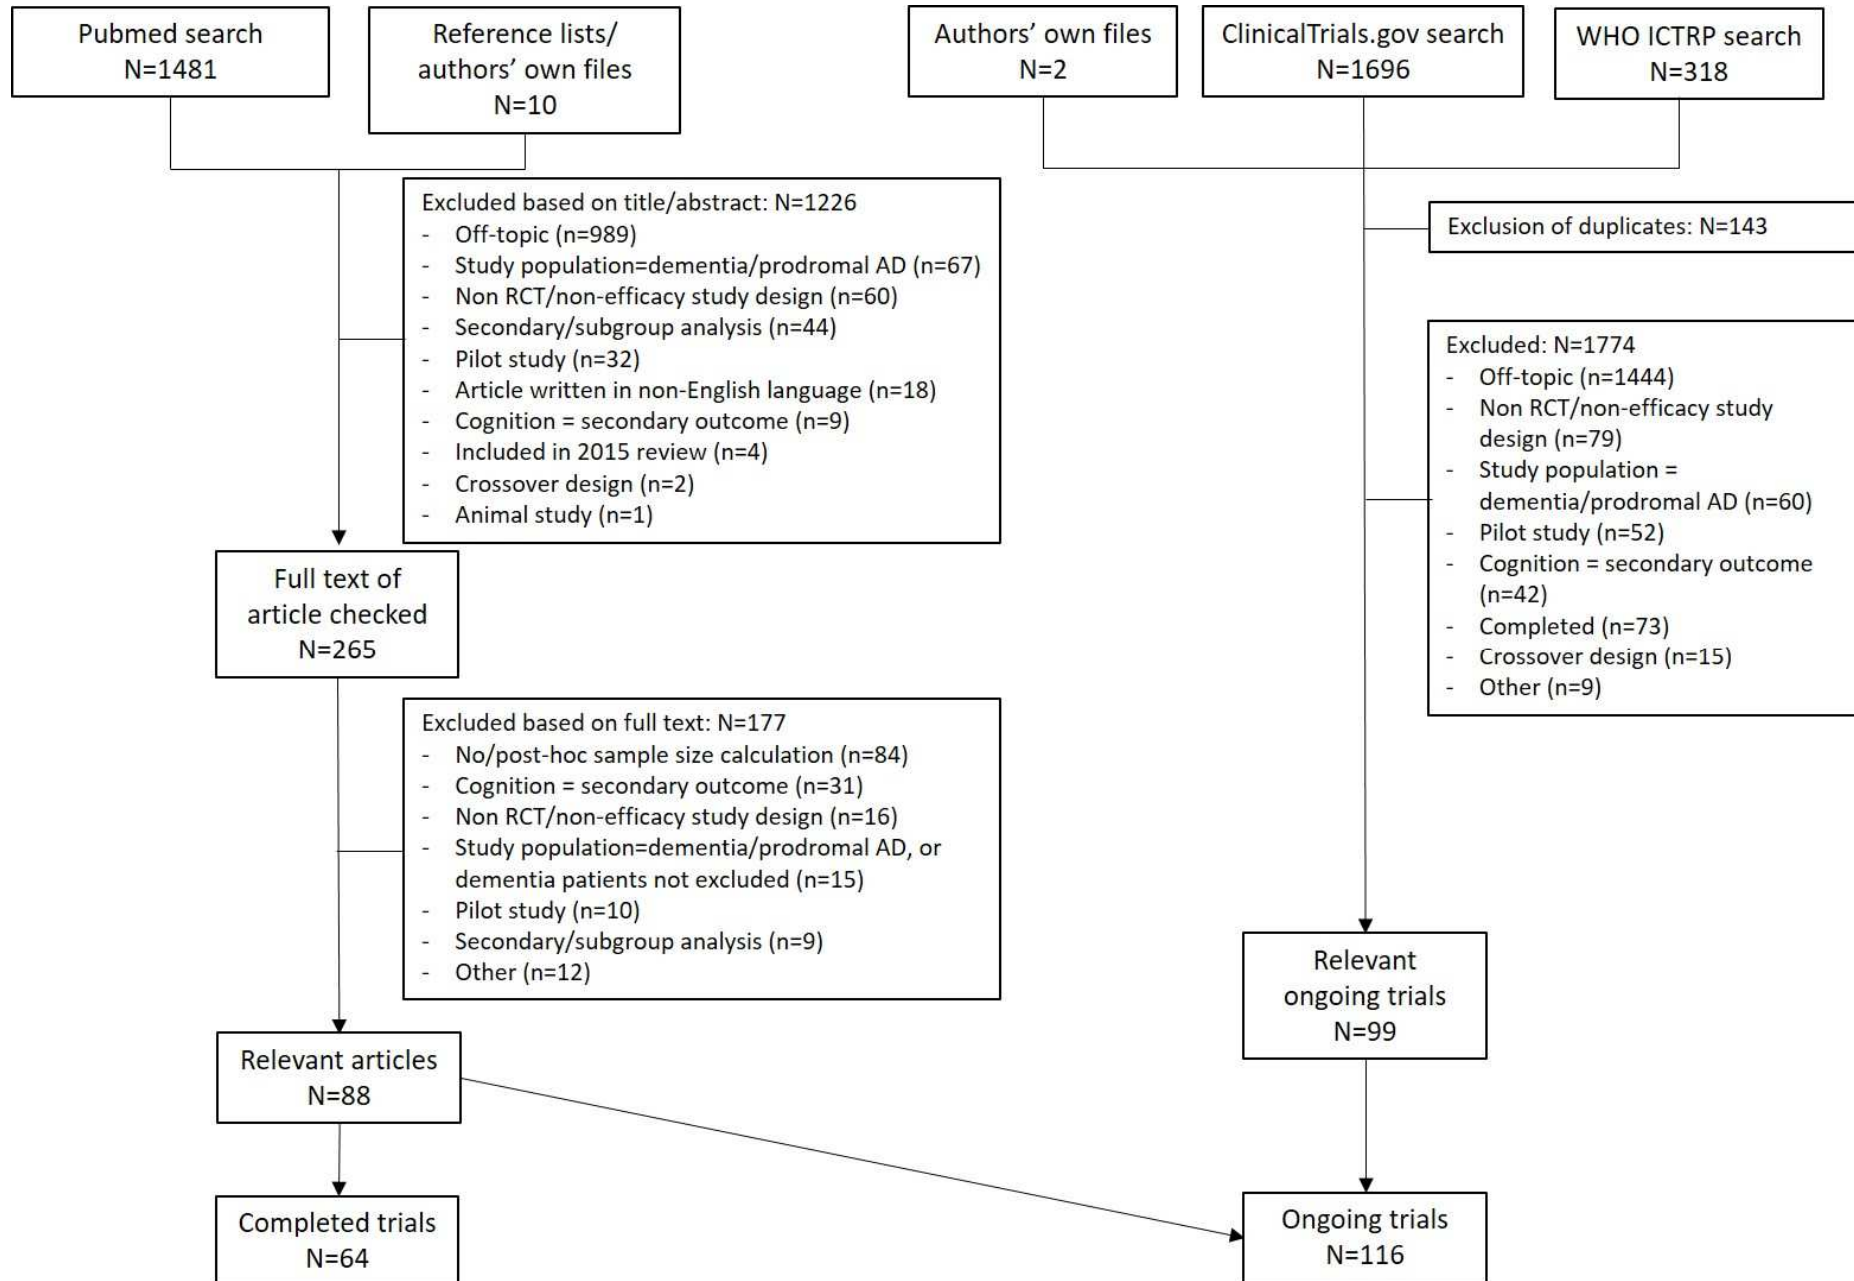 Pubmed search
N=1481
Reference lists/
authors' own files
N=10
Authors' own files
N=2
ClinicalTrials.gov search
N=1696
WHO ICTRP search
N=318
Excluded based on title/abstract: N=1226
- Off-topic (n=989)
- Study population=dementia/prodromal AD (n=67)
- Non RCT/non-efficacy study design (n=60)
- Secondary/subgroup analysis (n=44)
- Pilot study (n=32)
- Article written in non-English language (n=18)
- Cognition = secondary outcome (n=9)
- Included in 2015 review (n=4)
- Crossover design (n=2)
- Animal study (n=1)
Exclusion of duplicates: N=143
Excluded: N=1774
- Off-topic (n=1444)
- Non RCT/non-efficacy study
design (n=79)
- Study population =
dementia/prodromal AD (n=60)
- Pilot study (n=52)
- Cognition = secondary outcome
(n=42)
- Completed (n=73)
- Crossover design (n=15)
- Other (n=9)
Full text of
article checked
N=265
Excluded based on full text: N=177
- No/post-hoc sample size calculation (n=84)
- Cognition = secondary outcome (n=31)
- Non RCT/non-efficacy study design (n=16)
- Study population=dementia/prodromal AD, or
dementia patients not excluded (n=15)
- Pilot study (n=10)
- Secondary/subgroup analysis (n=9)
- Other (n=12)
Relevant
ongoing trials
N=99
Relevant articles
N=88
Completed trials
N=64
Ongoing trials
N=116